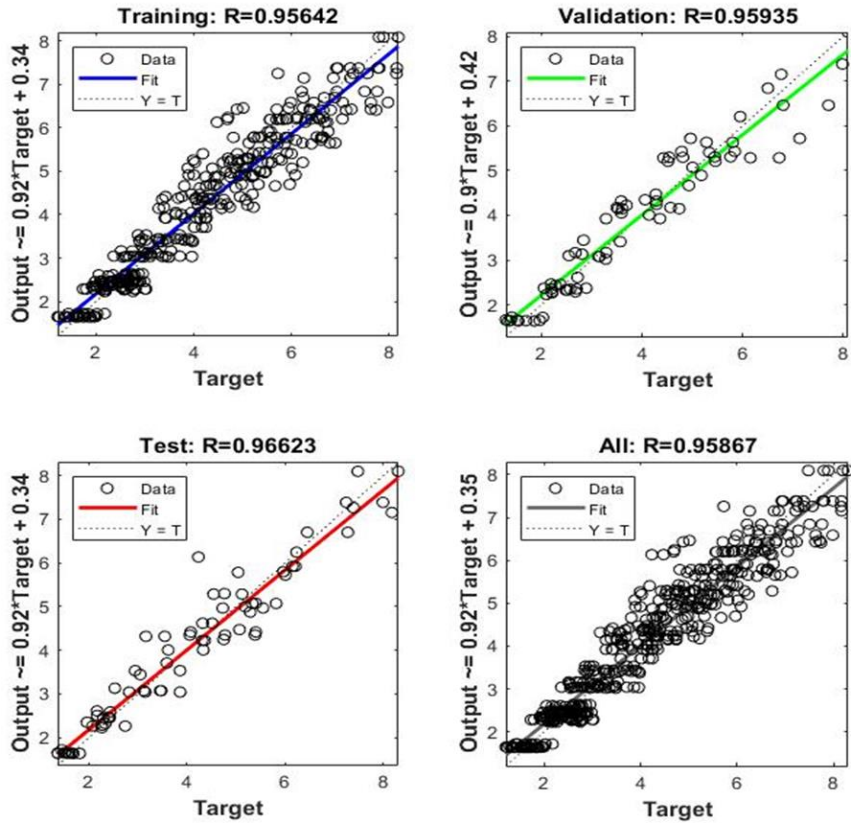 Training: R=0.95642
Output ~= 0.92*Target + 0.34
8
7
6
5
4
3
2
Data
Fit
Y = T
2 4 6 8
Target
Validation: R=0.95935
Output ~= 0.9*Target + 0.42
8
7
6
5
4
3
2
Data
Fit
Y = T
2 4 6 8
Target
Test: R=0.96623
Output ~= 0.92*Target + 0.34
8
7
6
5
4
3
2
Data
Fit
Y = T
2 4 6 8
Target
All: R=0.95867
Output ~= 0.92*Target + 0.35
8
7
6
5
4
3
2
Data
Fit
Y = T
2 4 6 8
Target